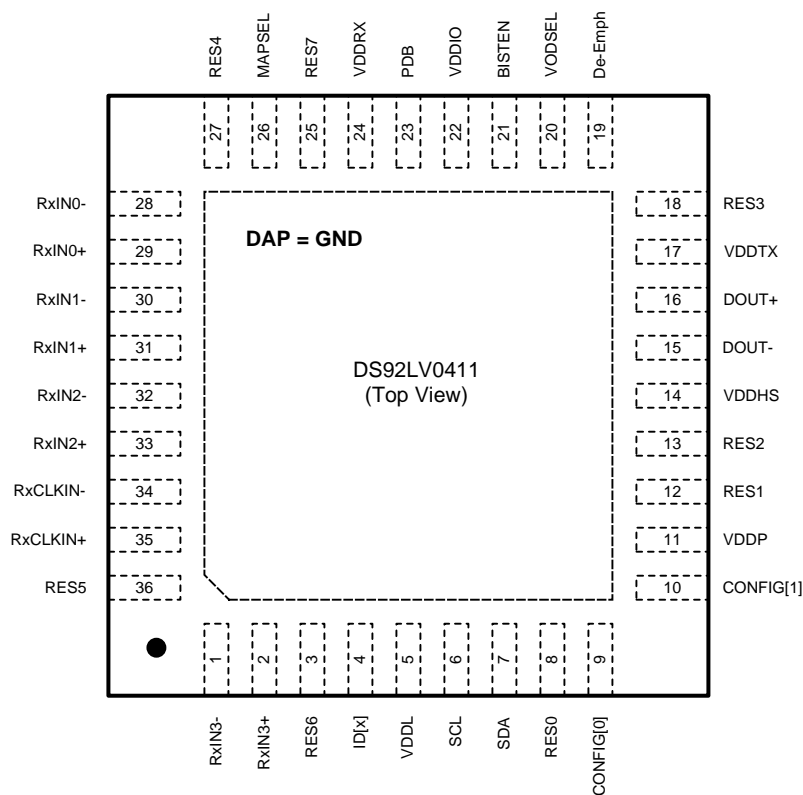 RES4
MAPSEL
RES7
VDDRX
PDB
VDDIO
BISTEN
VODSEL
De-Emph
27
26
25
24
23
22
21
20
19
RxIN0-
28
RxIN0+
29
RxIN1-
30
RxIN1+
31
RxIN2-
32
RxIN2+
33
RxCLKIN-
34
RxCLKIN+
35
RES5
36
DAP = GND
DS92LV0411
(Top View)
18
RES3
17
VDDTX
16
DOUT+
15
DOUT-
14
VDDHS
13
RES2
12
RES1
11
VDDP
10
CONFIG[1]
1
2
3
4
5
6
7
8
9
RxIN3-
RxIN3+
RES6
ID[x]
VDDL
SCL
SDA
RES0
CONFIG[0]